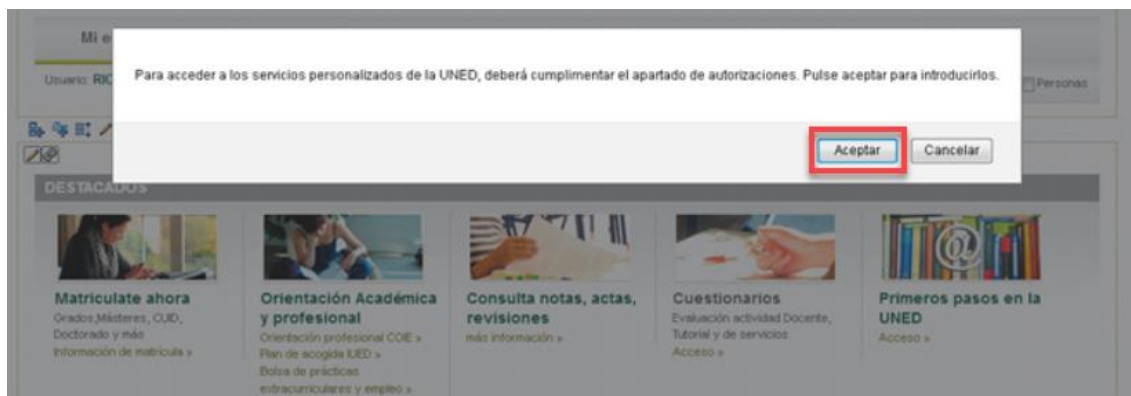 Mi e
Para acceder a los servicios personalizados de la UNED, deberá cumplimentar el apartado de autorizaciones. Pulse aceptar para introducirlos.
Usuario: RIC
Personas
Aceptar Cancelar
DESTACADOS
Matriculate ahora
Grados,Másteres, CUID,
Doctorado y más
Información de matrícula »
Orientación Académica
y profesional
Orientación profesional COIE »
Plan de acogida IUED »
Bolsa de prácticas
extracurriculares y empleo »
Consulta notas, actas,
revisiones
más información »
Cuestionarios
Evaluación actividad Docente,
Tutorial y de servicios
Acceso »
Primeros pasos en la
UNED
Acceso »